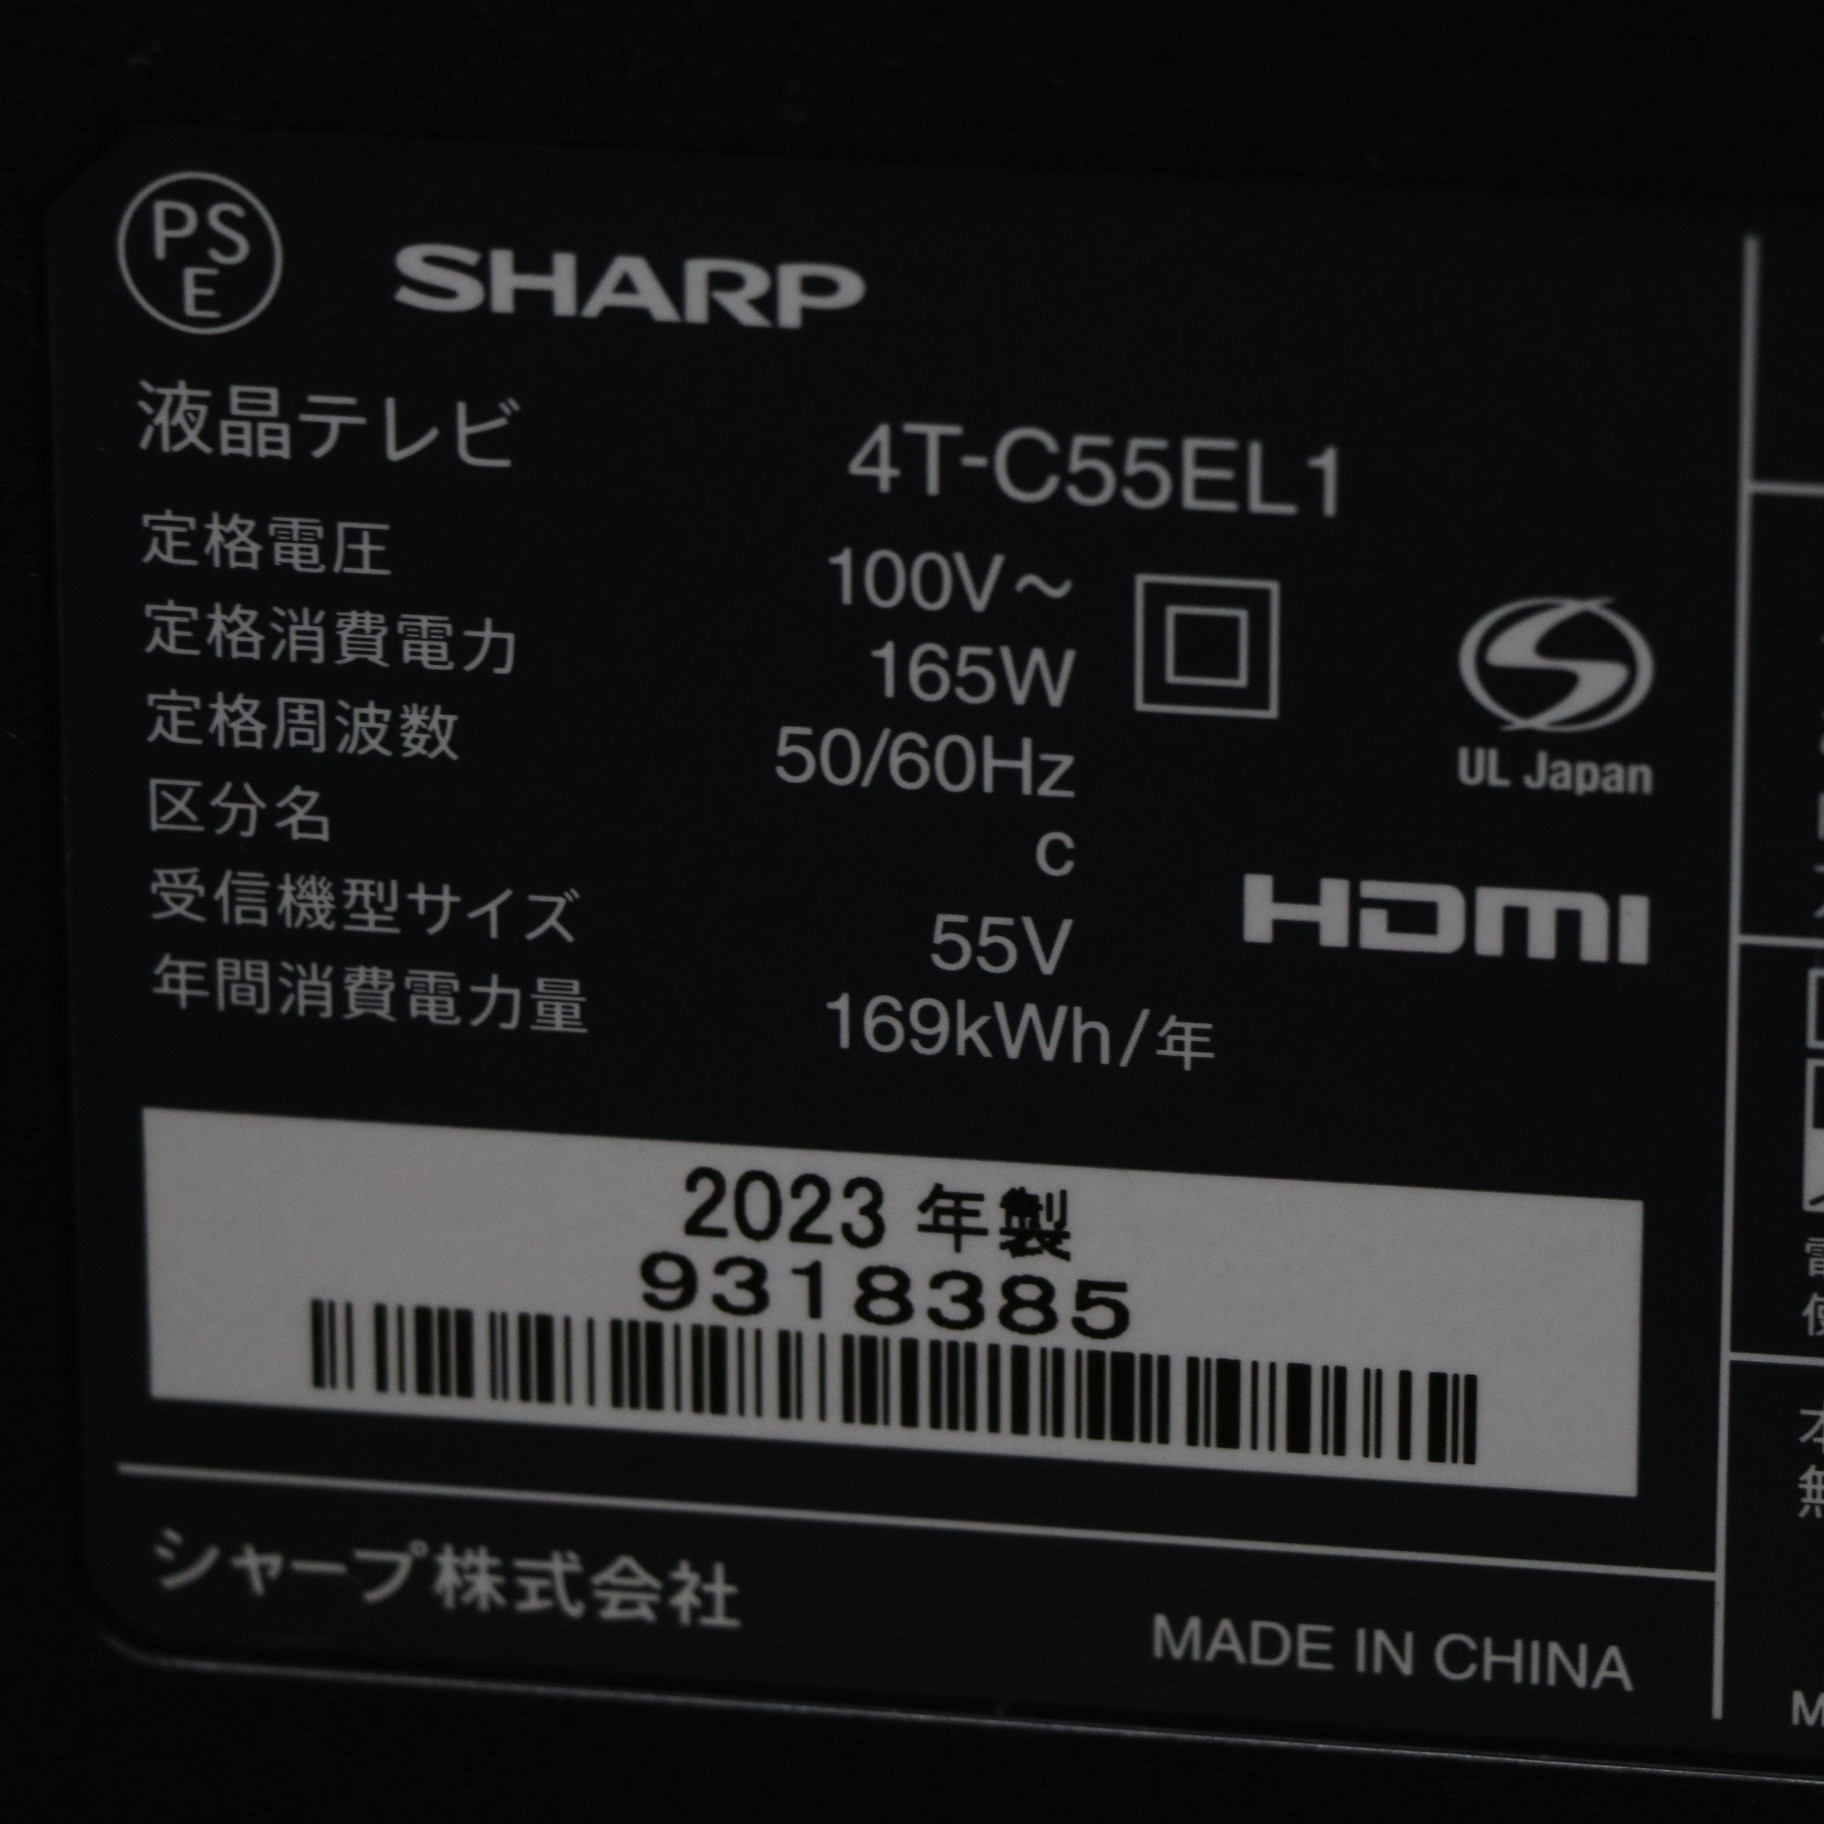 PS
E
SHARP
液晶テレビ 4T-C55EL1
定格電圧 100V～
定格消費電力 165W
定格周波数 50/60Hz
区分名 c
受信機型サイズ 55V
年間消費電力量 169kWh/年
UL Japan
HDMI
2023 年製
9318385
シャープ株式会社
MADE IN CHINA